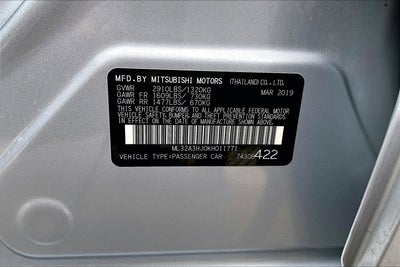 MFD.BY MITSUBISHI MOTORS (THAILAND) CO., LTD.
GVWR 2910LBS/1320KG MAR 2019
GAWR FR 1609LBS/ 730KG
GAWR RR 1477LBS/ 670KG
THIS VEHICLE CONFORMS TO ALL APPLICABLE FEDERAL MOTOR
VEHICLE SAFETY, BUMPER, AND THEFT PREVENTION STANDARDS
IN EFFECT ON THE DATE OF MANUFACTURE SHOWN ABOVE.
ML32A3HJ0KH011771
VEHICLE TYPE:PASSENGER CAR 74306422